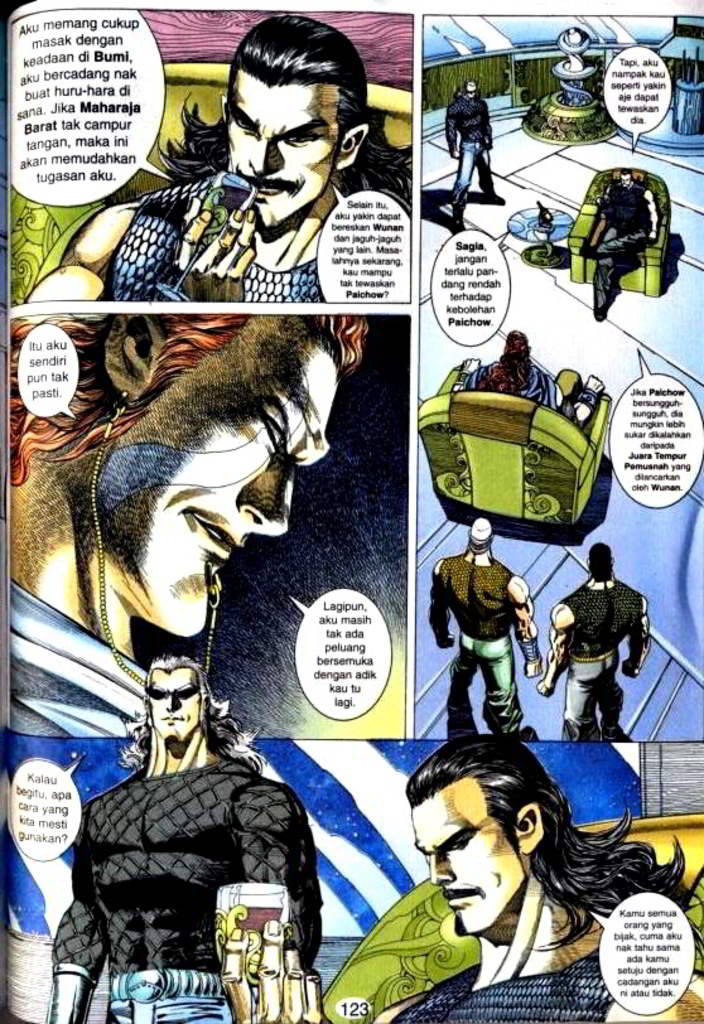 Aku memang cukup
masak dengan
keadaan di Bumi,
aku bercadang nak
buat huru-hara di
sana. Jika Maharaja
Barat tak campur
tangan, maka ini
akan memudahkan
tugasan aku.
Selain itu,
aku yakin dapat
bereskan Wunan
dan jaguh-jaguh
yang lain. Masa-
lahnya sekarang,
kau mampu
tak tewaskan
Paichow?
Tapi, aku
nampak kau
seperti yakin
aje dapat
tewaskan
dia.
Sagia,
jangan
terlalu pan-
dang rendah
terhadap
kebolehan
Paichow.
Jika Paichow
bersungguh-
sungguh, dia
mungkin lebih
sukar dikalahkan
daripada
Juara Tempur
Pemusnah yang
dilancarkan
oleh Wunan.
Itu kau
sendiri
pun tak
pasti.
Lagipun,
aku masih
tak ada
peluang
bersemuka
dengan adik
kau tu
lagi.
Kalau
begitu, apa
cara yang
kita mesti
gunakan?
Kamu semua
orang yang
bijak, cuma aku
nak tahu sama
ada kamu
setuju dengan
cadangan aku
ni atau tidak.
123